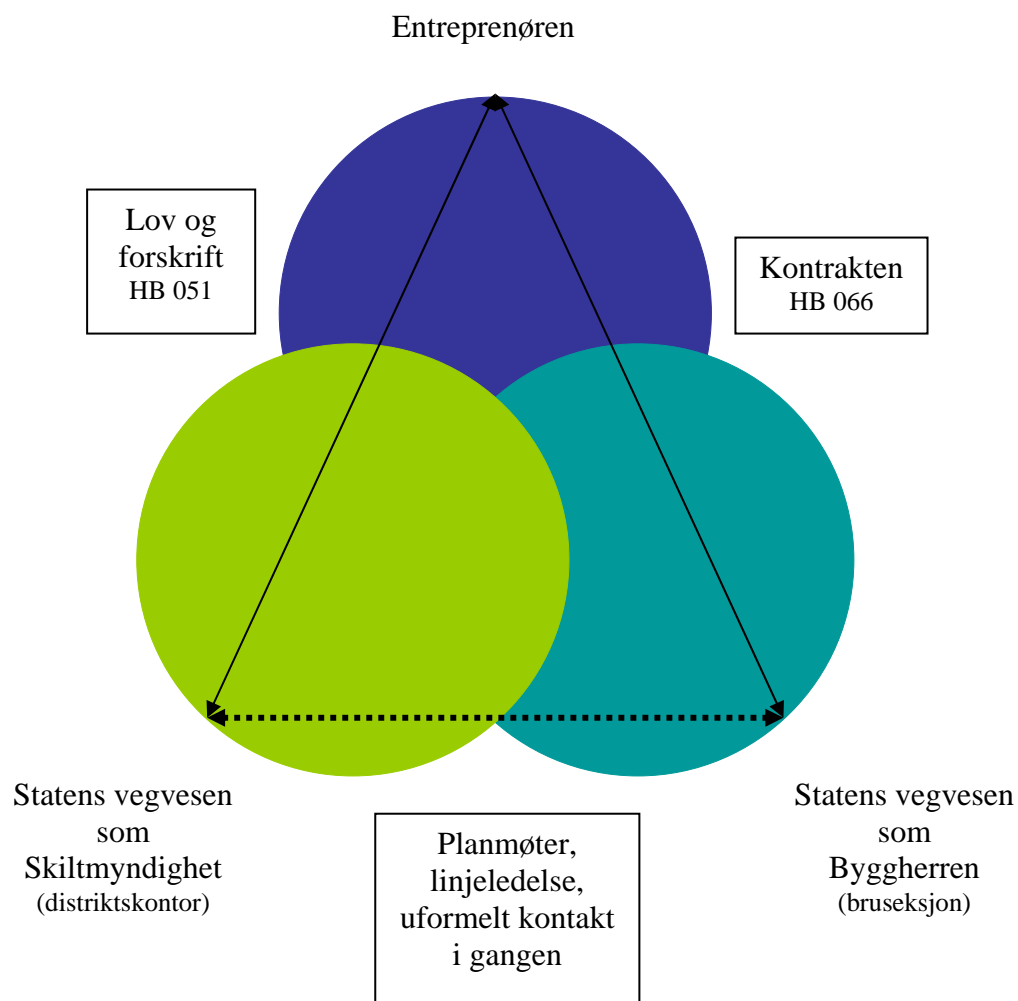 Entreprenøren
Lov og
forskrift
HB 051
Kontrakten
HB 066
Statens vegvesen
som
Skiltmyndighet
(distriktskontor)
Planmøter,
linjeledelse,
uformelt kontakt
i gangen
Statens vegvesen
som
Byggherren
(bruseksjon)